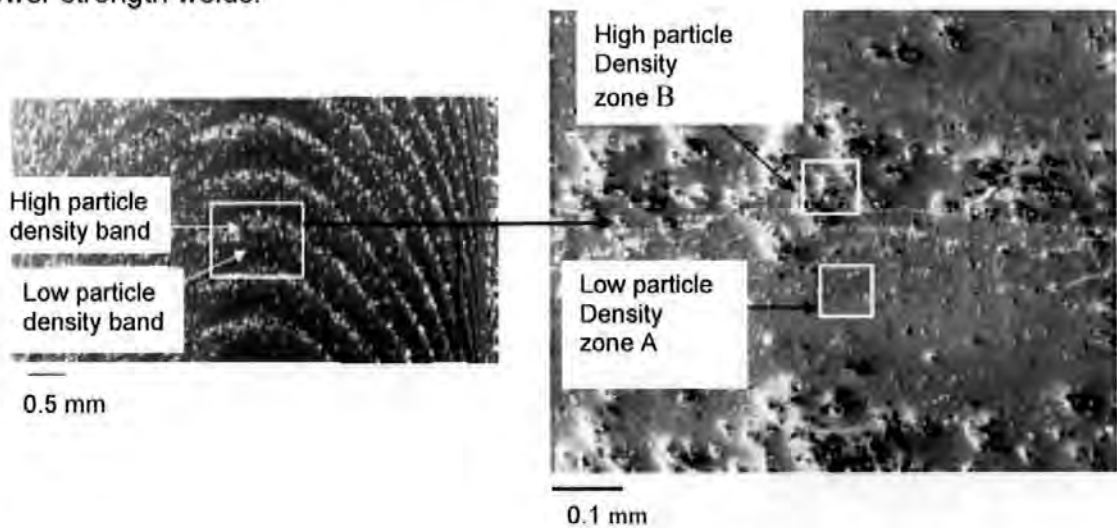 wer strength welds.
High particle
density band
Low particle
density band
0.5 mm
High particle
Density
zone B
Low particle
Density
zone A
0.1 mm